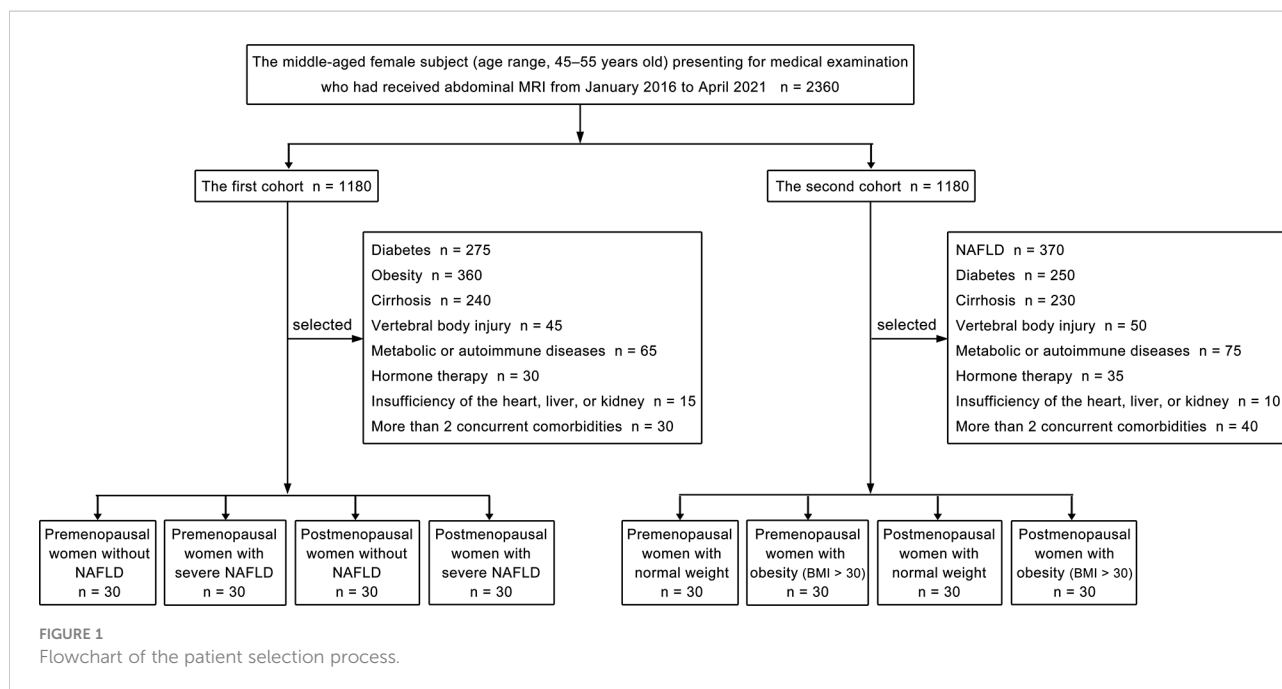 The middle-aged female subject (age range, 45–55 years old) presenting for medical examination
who had received abdominal MRI from January 2016 to April 2021 n = 2360
The first cohort n = 1180
The second cohort n = 1180
Diabetes n = 275
Obesity n = 360
Cirrhosis n = 240
Vertebral body injury n = 45
Metabolic or autoimmune diseases n = 65
Hormone therapy n = 30
Insufficiency of the heart, liver, or kidney n = 15
More than 2 concurrent comorbidities n = 30
selected
NAFLD n = 370
Diabetes n = 250
Cirrhosis n = 230
Vertebral body injury n = 50
Metabolic or autoimmune diseases n = 75
Hormone therapy n = 35
Insufficiency of the heart, liver, or kidney n = 10
More than 2 concurrent comorbidities n = 40
selected
Premenopausal
women without
NAFLD
n = 30
Premenopausal
women with
severe NAFLD
n = 30
Postmenopausal
women without
NAFLD
n = 30
Postmenopausal
women with
severe NAFLD
n = 30
Premenopausal
women with
normal weight
n = 30
Premenopausal
women with
obesity (BMI > 30)
n = 30
Postmenopausal
women with
normal weight
n = 30
Postmenopausal
women with
obesity (BMI > 30)
n = 30
FIGURE 1
Flowchart of the patient selection process.